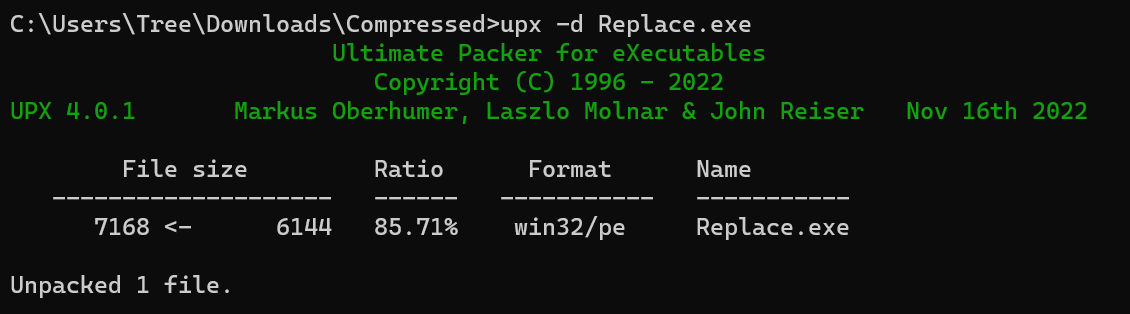 C:\Users\Tree\Downloads\Compressed>upx -d Replace.exe
Ultimate Packer for eXecutables
Copyright (C) 1996 - 2022
UPX 4.0.1 Markus Oberhumer, Laszlo Molnar & John Reiser Nov 16th 2022
File size Ratio Format Name
-------------------- ------ ----------- -----------
7168 <- 6144 85.71% win32/pe Replace.exe
Unpacked 1 file.